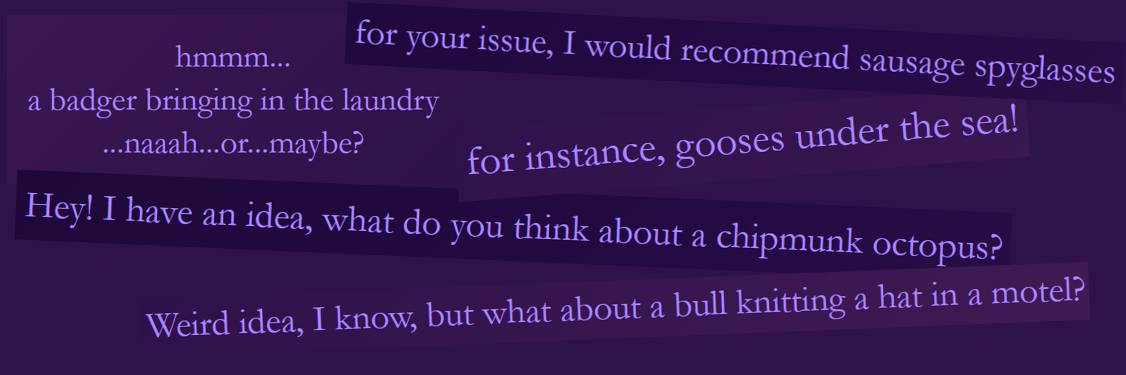 for your issue, I would recommend sausage spyglasses
hmmm...
a badger bringing in the laundry
...naaah...or...maybe?
for instance, gooses under the sea!
Hey! I have an idea, what do you think about a chipmunk octopus?
Weird idea, I know, but what about a bull knitting a hat in a motel?